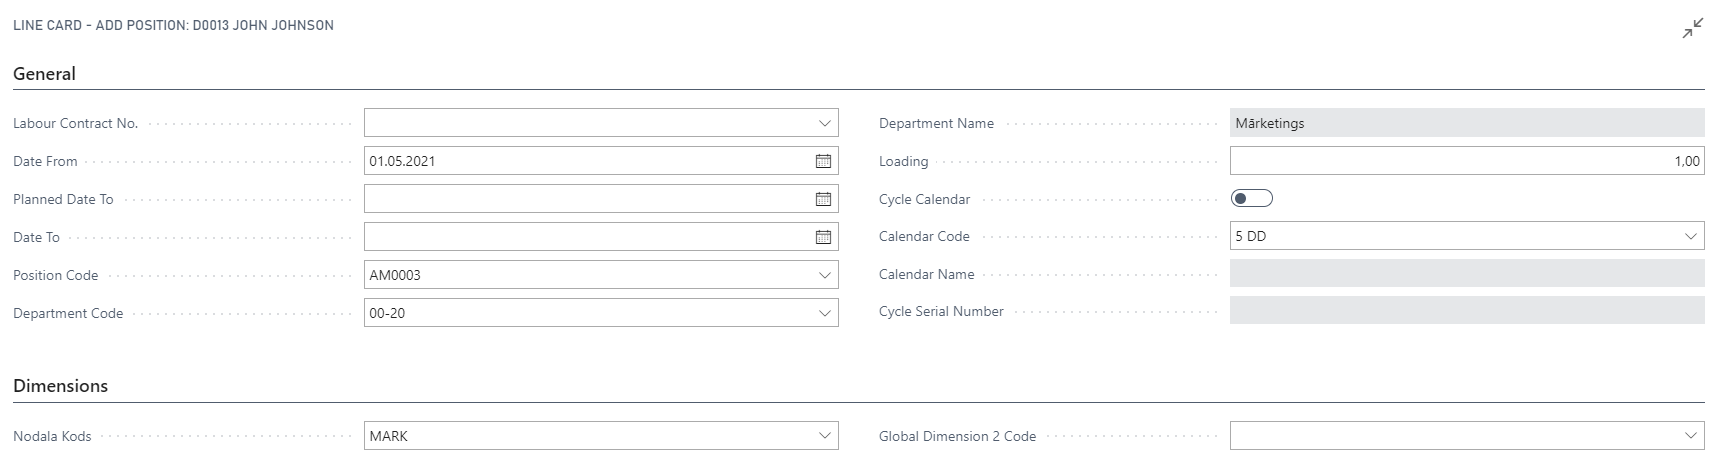 LINE CARD - ADD POSITION: D0013 JOHN JOHNSON
General
Labour Contract No.
Date From 01.05.2021
Planned Date To
Date To
Position Code AM0003
Department Code 00-20
Department Name Mārketings
Loading 1,00
Cycle Calendar
Calendar Code 5 DD
Calendar Name
Cycle Serial Number
Dimensions
Nodala Kods MARK
Global Dimension 2 Code